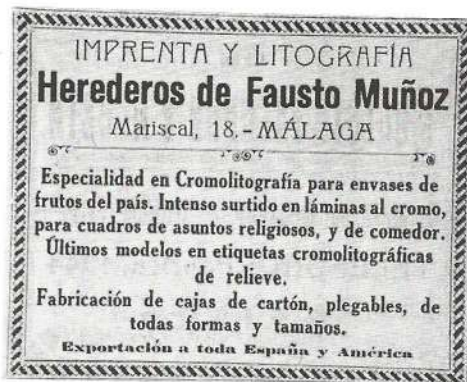 IMPRENTA Y LITOGRAFÍA
Herederos de Fausto Muñoz
Mariscal, 18.-MÁLAGA
Especialidad en Cromolitografía para envases de
frutos del país. Intenso surtido en láminas al cromo,
para cuadros de asuntos religiosos, y de comedor.
Últimos modelos en etiquetas cromolitográficas
de relieve.
Fabricación de cajas de cartón, plegables, de
todas formas y tamaños.
Exportación a toda España y América